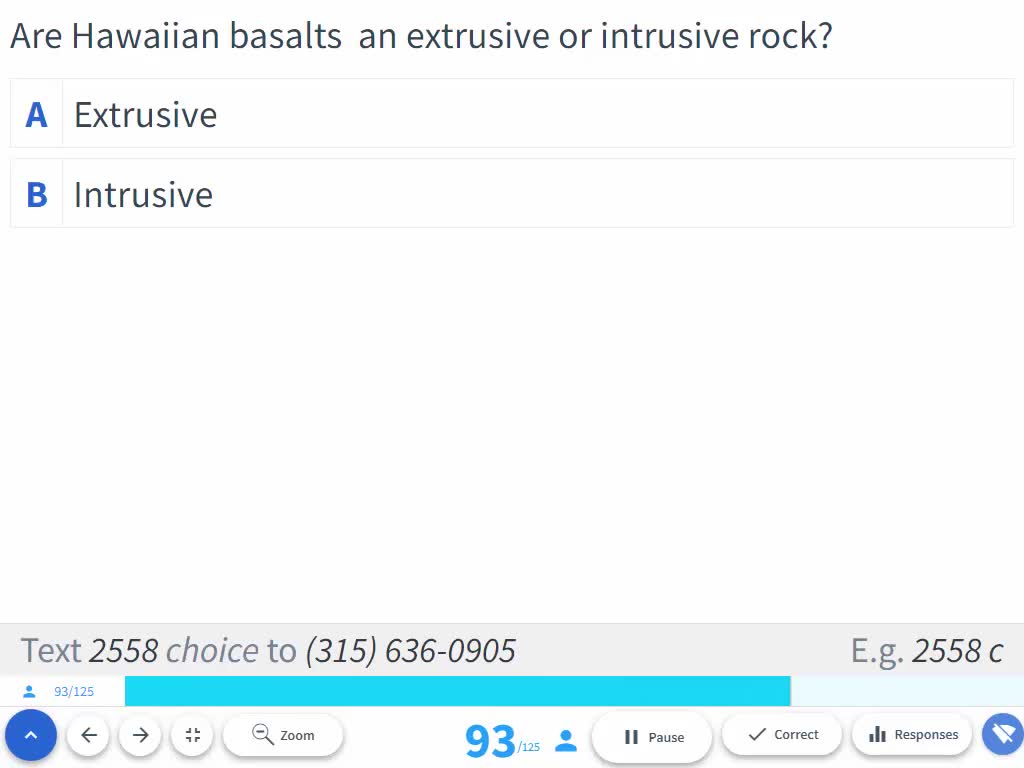 Are Hawaiian basalts  an extrusive or intrusive rock?
A Extrusive
B Intrusive
Text 2558 choice to (315) 636-0905 E.g. 2558 c
93/125
Zoom 93/125 Pause Correct Responses